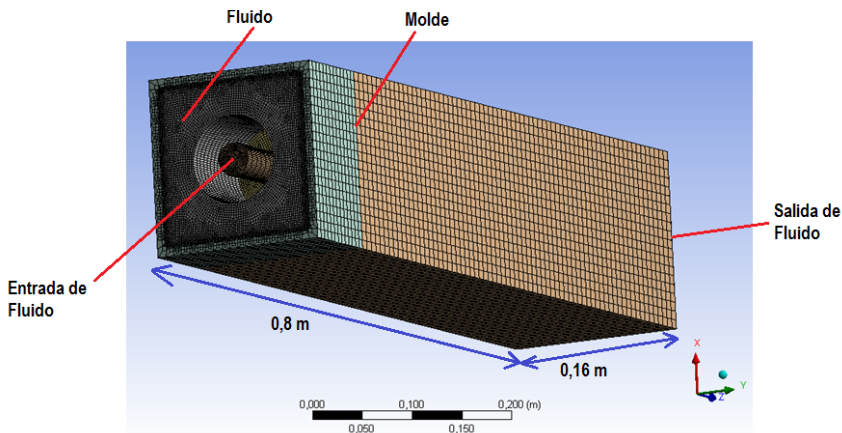 Fluido
Molde
Salida de
Fluido
Entrada de
Fluido
0,8 m
0,16 m
0,000
0,100
0,200 (m)
0,050
0,150
X
Y
Z